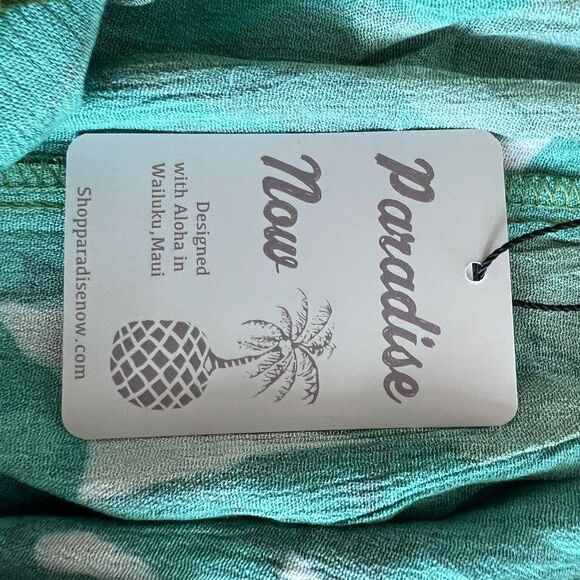 Paradise
Now
Designed
with Aloha in
Wailuku,Maui
Shopparadisenow.com